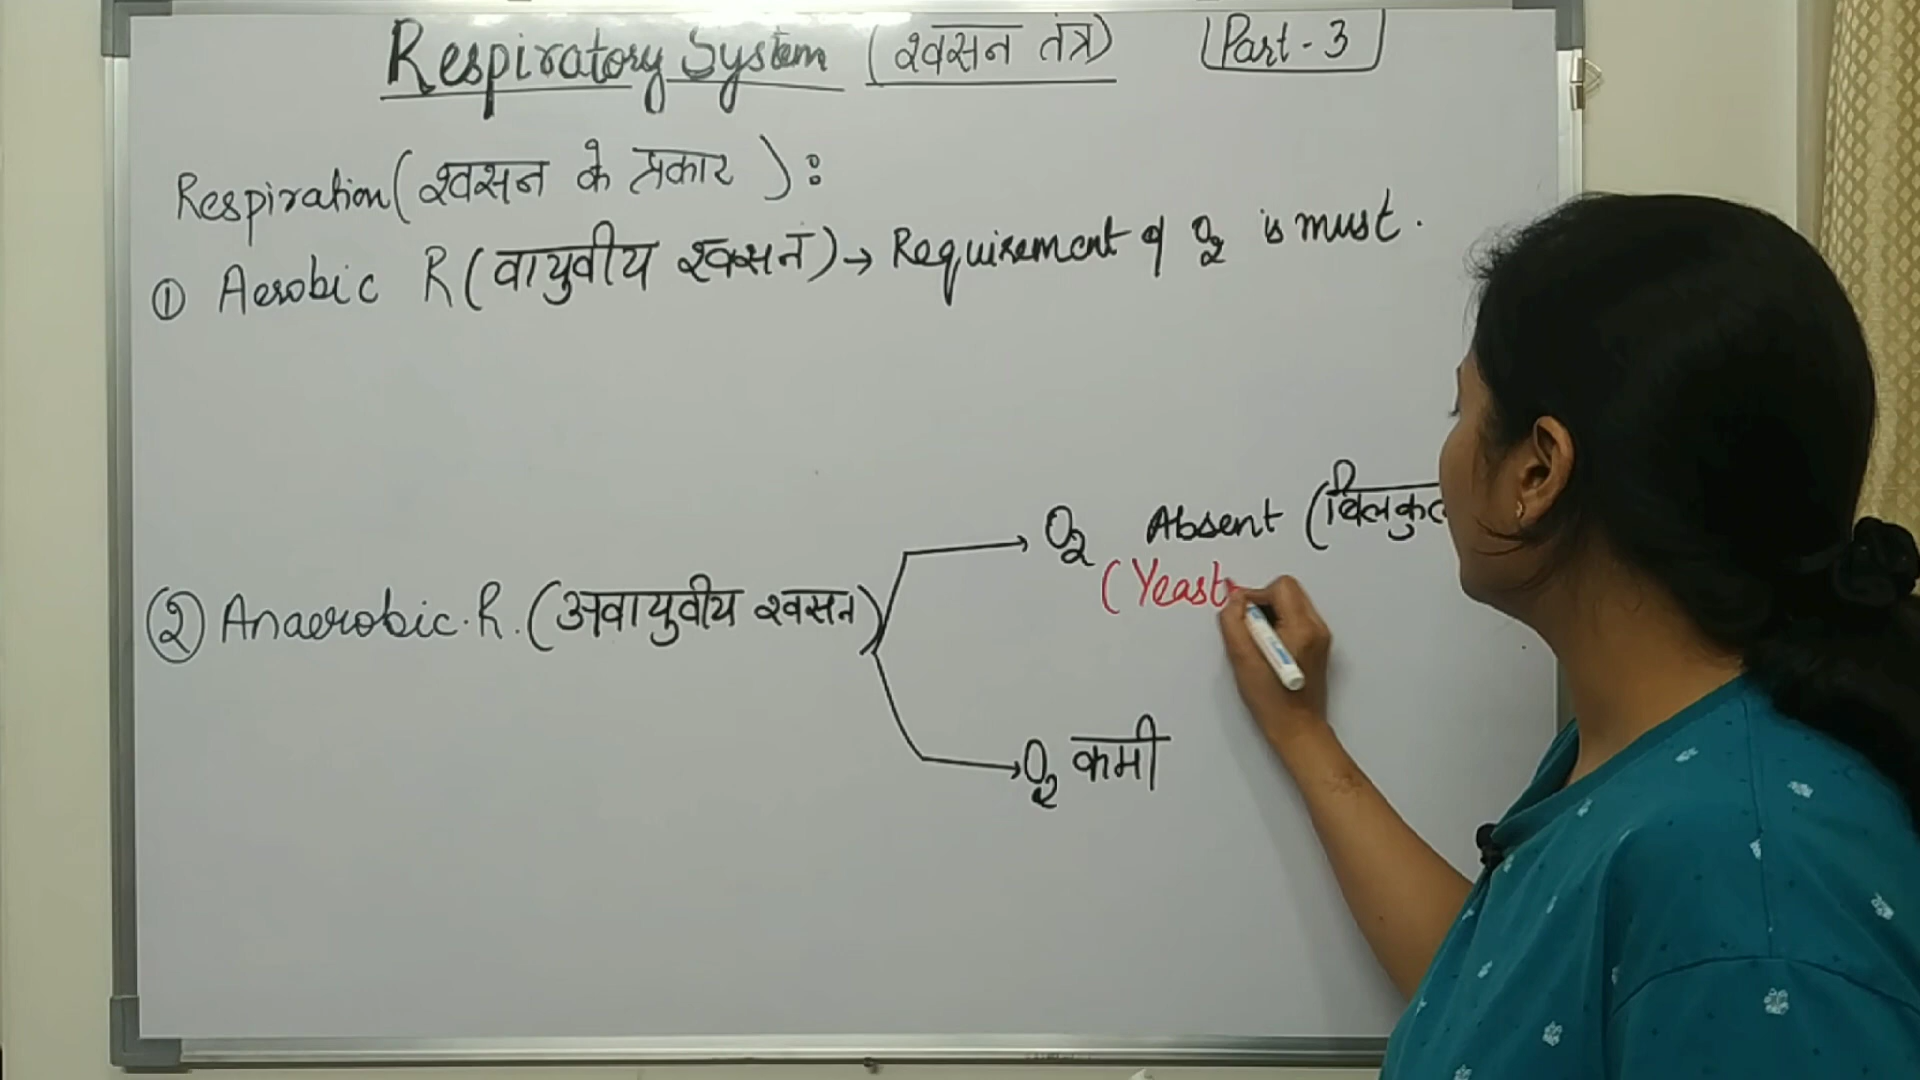 Respiratory System (श्वसन तंत्र) Part-3
Respiration (श्वसन के प्रकार):
① Aerobic R (वायुवीय श्वसन) → Requirement of O₂ is must.
O₂ Absent (बिलकुल
(Yeast
② Anaerobic.R. (अवायुवीय श्वसन)
O₂ कमी